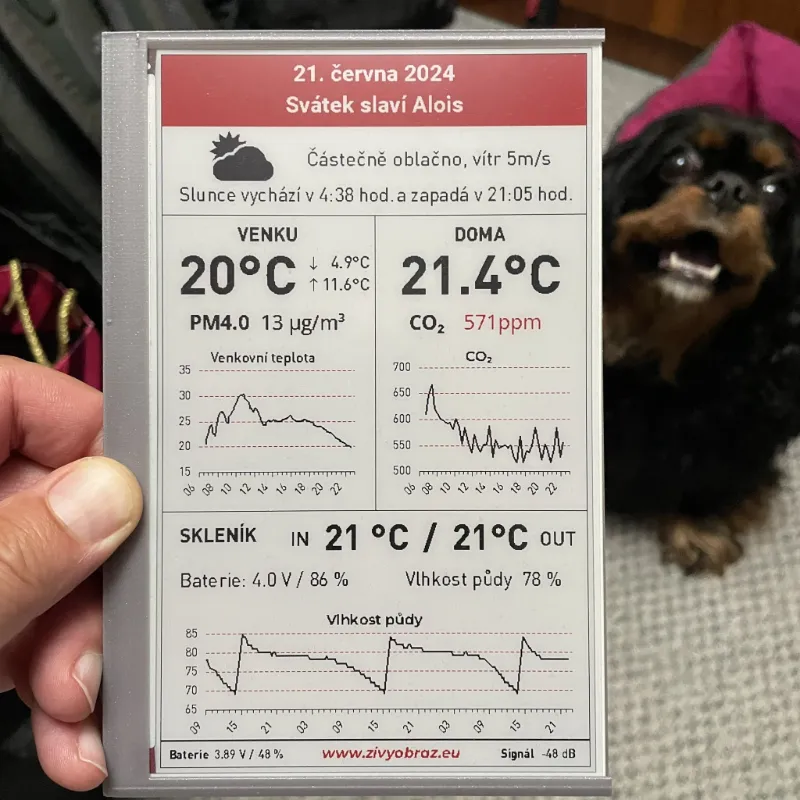 21. června 2024
Svátek slaví Alois
Částečně oblačno, vítr 5m/s
Slunce vychází v 4:38 hod. a zapadá v 21:05 hod.
VENKU
20°C ↓ 4.9°C
↑ 11.6°C
PM4.0 13 µg/m³
Venkovní teplota
35
30
25
20
15
06 08 10 12 14 16 18 20 22
DOMA
21.4°C
CO₂ 571ppm
CO₂
700
650
600
550
500
06 08 10 12 14 16 18 20 22
SKLENÍK IN 21 °C / 21°C OUT
Baterie: 4.0 V / 86 % Vlhkost půdy 78 %
Vlhkost půdy
85
80
75
70
65
09 15 21 03 09 15 21 03 09 15 21
Baterie 3.89 V / 48 % www.zivyobraz.eu Signál -48 dB